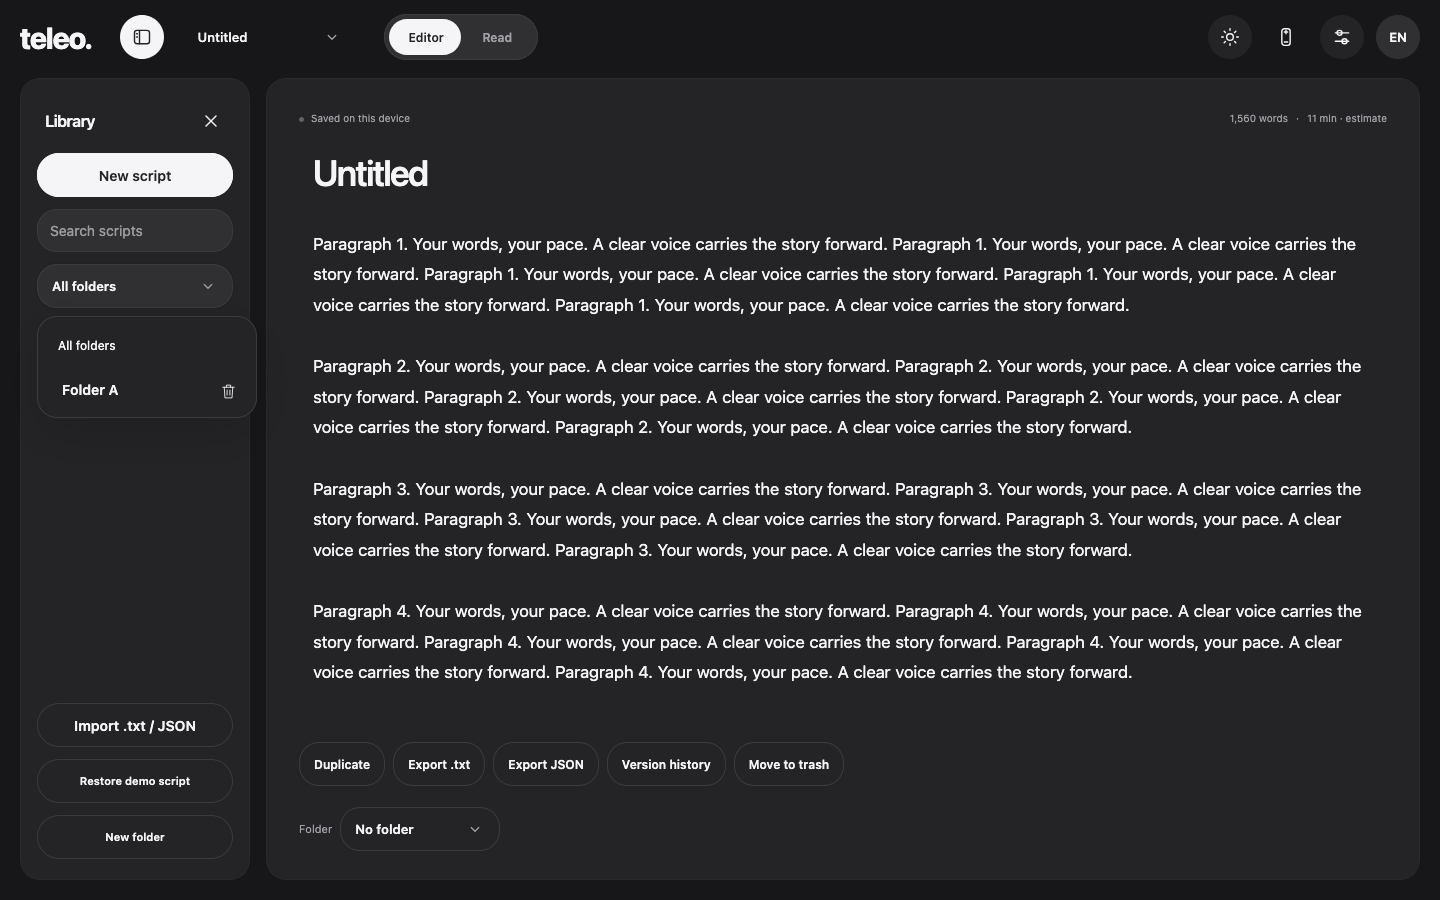 teleo.
Untitled
Editor
Read
EN
Library
New script
Search scripts
All folders
All folders
Folder A
Import .txt / JSON
Restore demo script
New folder
Saved on this device
1,560 words · 11 min · estimate
Untitled
Paragraph 1. Your words, your pace. A clear voice carries the story forward. Paragraph 1. Your words, your pace. A clear voice carries the
story forward. Paragraph 1. Your words, your pace. A clear voice carries the story forward. Paragraph 1. Your words, your pace. A clear
voice carries the story forward. Paragraph 1. Your words, your pace. A clear voice carries the story forward.
Paragraph 2. Your words, your pace. A clear voice carries the story forward. Paragraph 2. Your words, your pace. A clear voice carries the
story forward. Paragraph 2. Your words, your pace. A clear voice carries the story forward. Paragraph 2. Your words, your pace. A clear
voice carries the story forward. Paragraph 2. Your words, your pace. A clear voice carries the story forward.
Paragraph 3. Your words, your pace. A clear voice carries the story forward. Paragraph 3. Your words, your pace. A clear voice carries the
story forward. Paragraph 3. Your words, your pace. A clear voice carries the story forward. Paragraph 3. Your words, your pace. A clear
voice carries the story forward. Paragraph 3. Your words, your pace. A clear voice carries the story forward.
Paragraph 4. Your words, your pace. A clear voice carries the story forward. Paragraph 4. Your words, your pace. A clear voice carries the
story forward. Paragraph 4. Your words, your pace. A clear voice carries the story forward. Paragraph 4. Your words, your pace. A clear
voice carries the story forward. Paragraph 4. Your words, your pace. A clear voice carries the story forward.
Duplicate
Export .txt
Export JSON
Version history
Move to trash
Folder
No folder